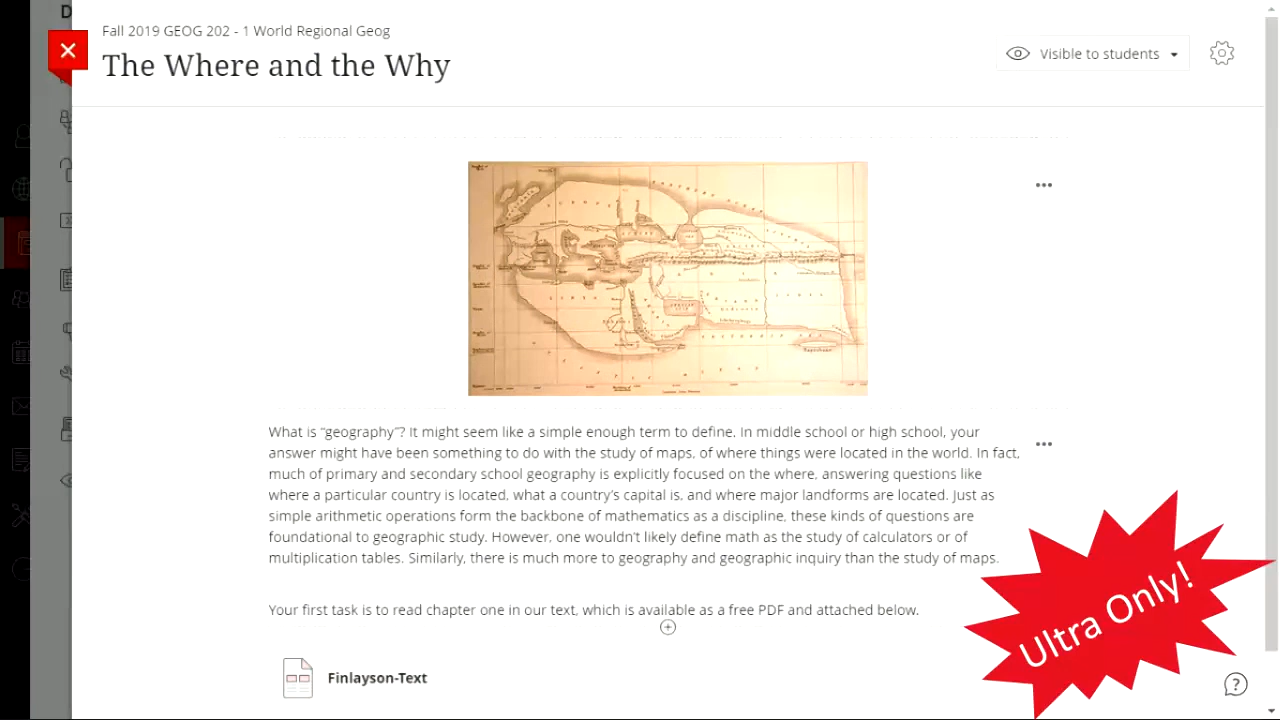 Fall 2019 GEOG 202 - 1 World Regional Geog
The Where and the Why
Visible to students
What is “geography”? It might seem like a simple enough term to define. In middle school or high school, your
answer might have been something to do with the study of maps, of where things were located in the world. In fact,
much of primary and secondary school geography is explicitly focused on the where, answering questions like
where a particular country is located, what a country’s capital is, and where major landforms are located. Just as
simple arithmetic operations form the backbone of mathematics as a discipline, these kinds of questions are
foundational to geographic study. However, one wouldn’t likely define math as the study of calculators or of
multiplication tables. Similarly, there is much more to geography and geographic inquiry than the study of maps.
Your first task is to read chapter one in our text, which is available as a free PDF and attached below.
Ultra Only!
Finlayson-Text